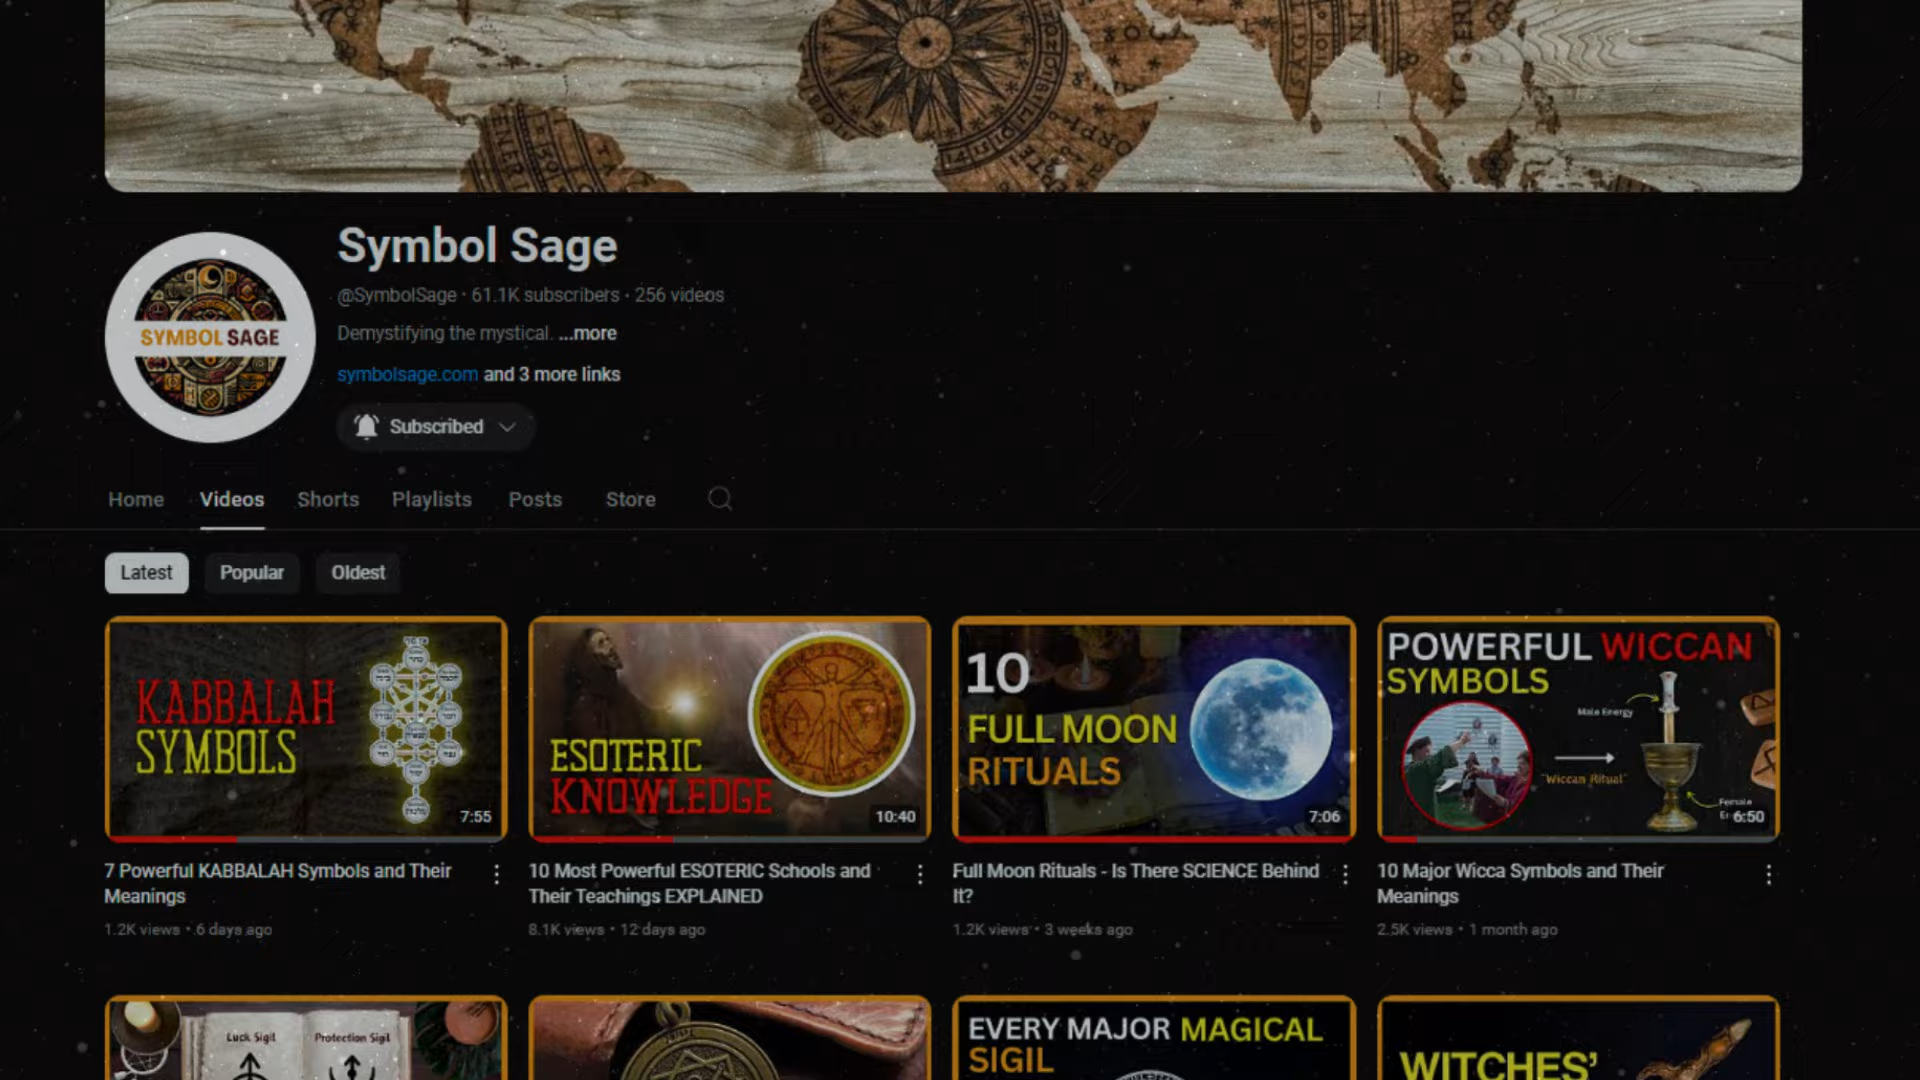 Symbol Sage
@SymbolSage · 61.1K subscribers · 256 videos
Demystifying the mystical. ...more
SYMBOL SAGE
symbolsage.com and 3 more links
Subscribed
Home Videos Shorts Playlists Posts Store
Latest Popular Oldest
KABBALAH
SYMBOLS
7:55
ESOTERIC
KNOWLEDGE
10:40
10
FULL MOON
RITUALS
7:06
POWERFUL WICCAN
SYMBOLS
Male Energy
"Wiccan Ritual"
Female
6:50
7 Powerful KABBALAH Symbols and Their
Meanings
1.2K views • 6 days ago
10 Most Powerful ESOTERIC Schools and
Their Teachings EXPLAINED
8.1K views • 12 days ago
Full Moon Rituals - Is There SCIENCE Behind
It?
1.2K views • 3 weeks ago
10 Major Wicca Symbols and Their
Meanings
2.5K views • 1 month ago
Luck Sigil
Protection Sigil
EVERY MAJOR MAGICAL
SIGIL
WITCHES'